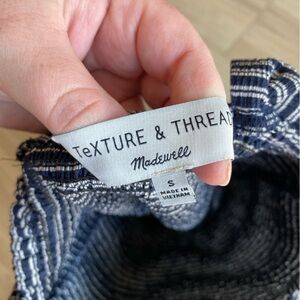 TeXTURE & THREAD
Madewell
S
MADE IN
VIETNAM